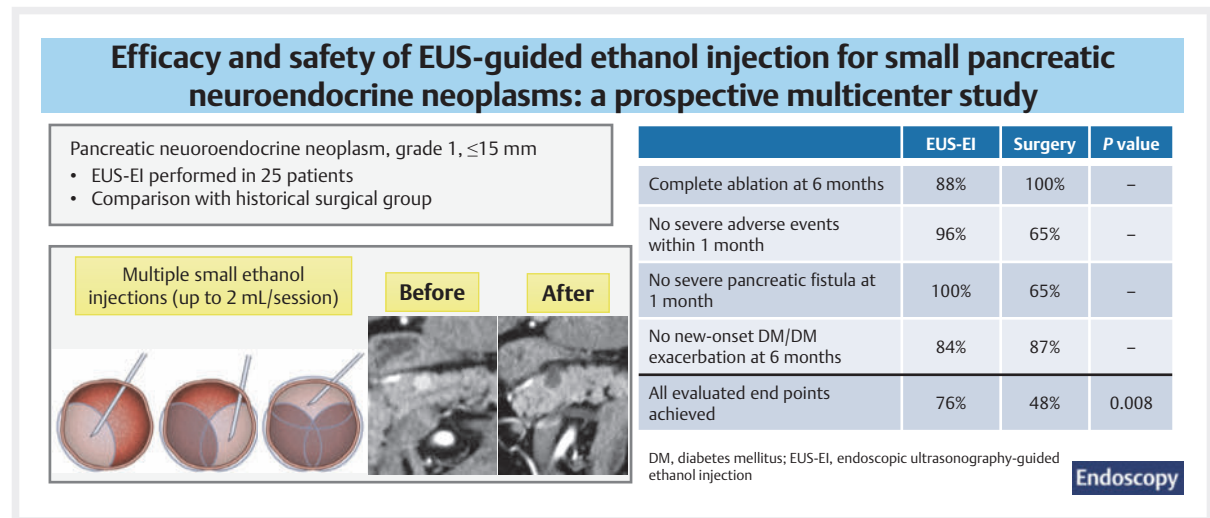 Efficacy and safety of EUS-guided ethanol injection for small pancreatic
neuroendocrine neoplasms: a prospective multicenter study
Pancreatic neuoroendocrine neoplasm, grade 1, ≤15 mm
• EUS-EI performed in 25 patients
• Comparison with historical surgical group
Multiple small ethanol
injections (up to 2 mL/session)
Before
After
EUS-EI Surgery P value
Complete ablation at 6 months 88% 100% –
No severe adverse events
within 1 month 96% 65% –
No severe pancreatic fistula at
1 month 100% 65% –
No new-onset DM/DM
exacerbation at 6 months 84% 87% –
All evaluated end points
achieved 76% 48% 0.008
DM, diabetes mellitus; EUS-EI, endoscopic ultrasonography-guided
ethanol injection
Endoscopy